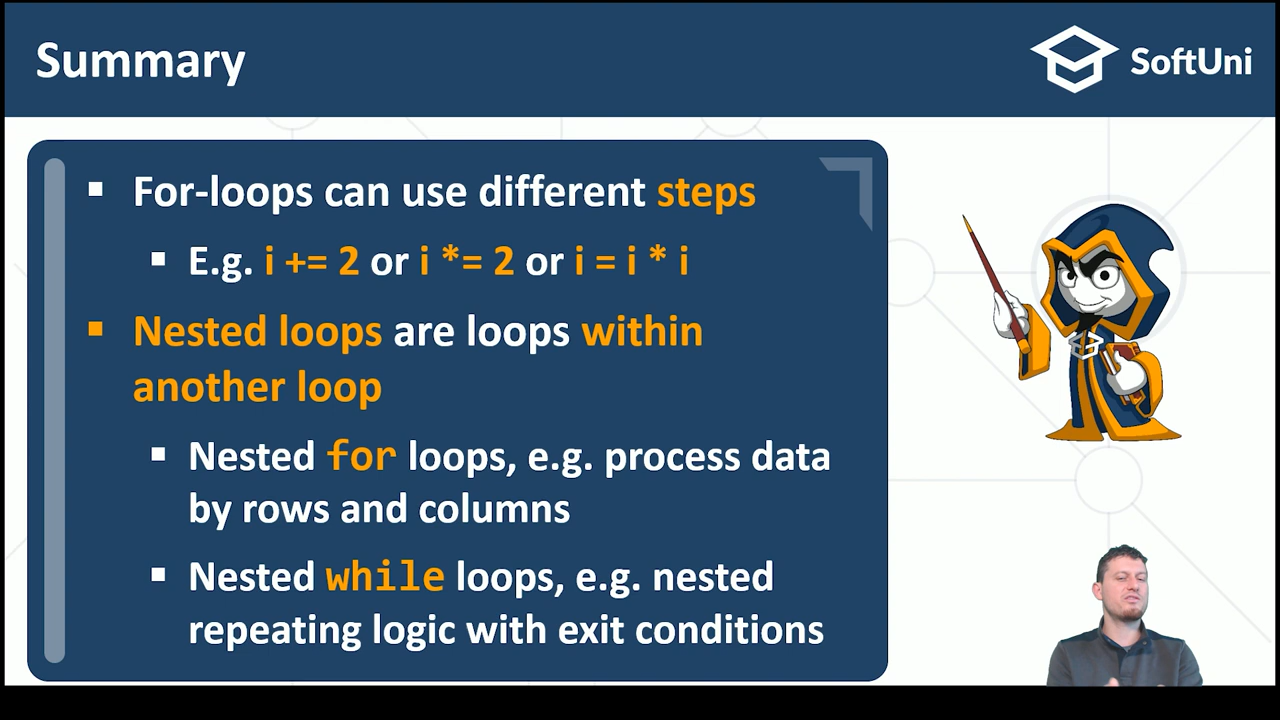 Summary
SoftUni
▪ For-loops can use different steps
▪ E.g. i += 2 or i *= 2 or i = i * i
▪ Nested loops are loops within
another loop
▪ Nested for loops, e.g. process data
by rows and columns
▪ Nested while loops, e.g. nested
repeating logic with exit conditions